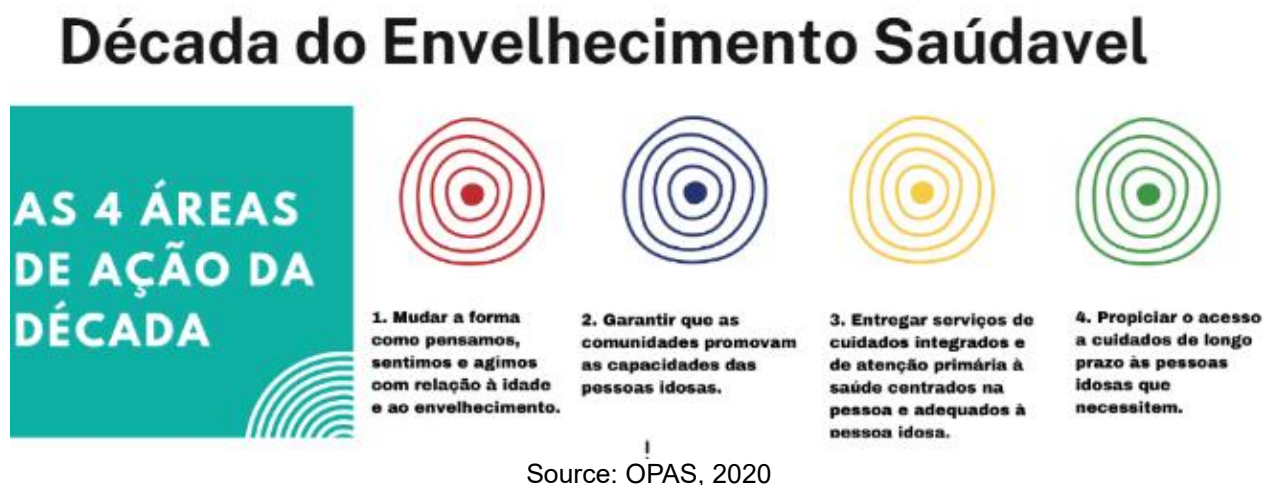 Década do Envelhecimento Saúdavel
AS 4 ÁREAS
DE AÇÃO DA
DÉCADA
1. Mudar a forma
como pensamos,
sentimos e agimos
com relação à idade
e ao envelhecimento.
2. Garantir que as
comunidades promovam
as capacidades das
pessoas idosas.
3. Entregar serviços de
cuidados integrados e
de atenção primária à
saúde centrados na
pessoa e adequados à
pessoa idosa.
4. Propiciar o acesso
a cuidados de longo
prazo às pessoas
idosas que
necessitem.
Source: OPAS, 2020